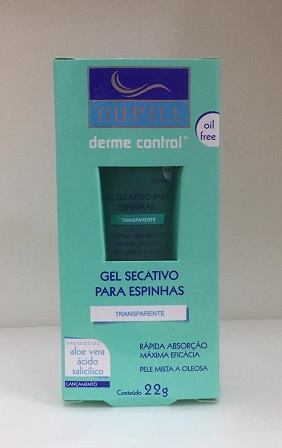 NUPILL
derme control®
oil
free
GEL SECATIVO PARA
ESPINHAS
TRANSPARENTE
GEL SECATIVO
PARA ESPINHAS
TRANSPARENTE
aloe vera
ácido
salicílico
LANÇAMENTO
RÁPIDA ABSORÇÃO
MÁXIMA EFICÁCIA
PELE MISTA A OLEOSA
Conteúdo 22g